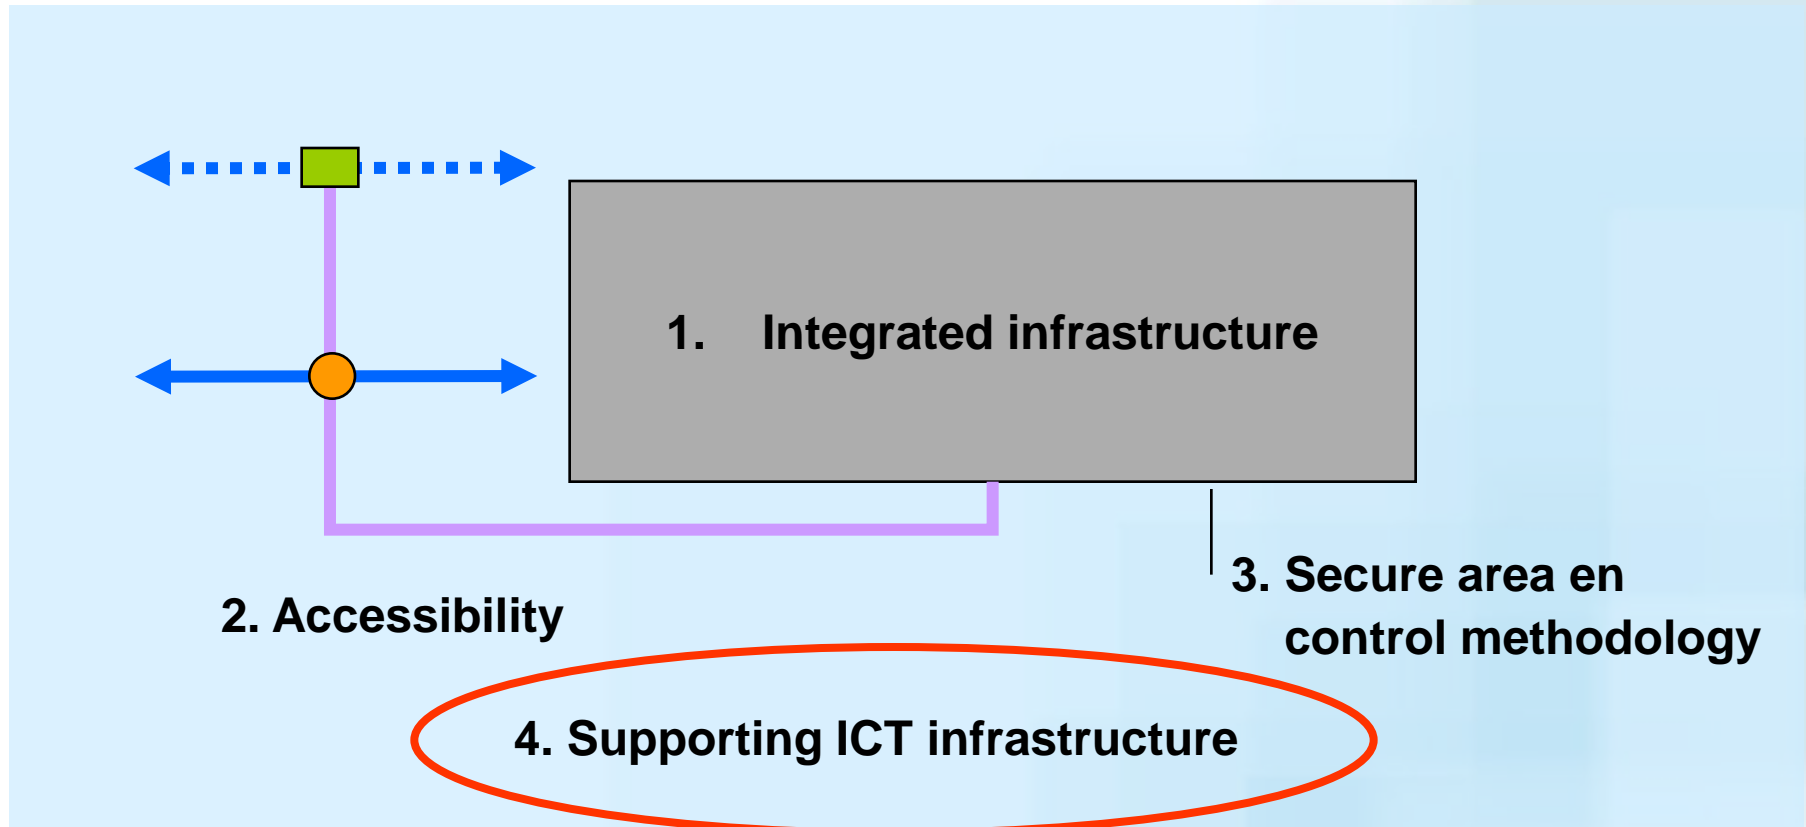 1. Integrated infrastructure
2. Accessibility
3. Secure area en
control methodology
4. Supporting ICT infrastructure